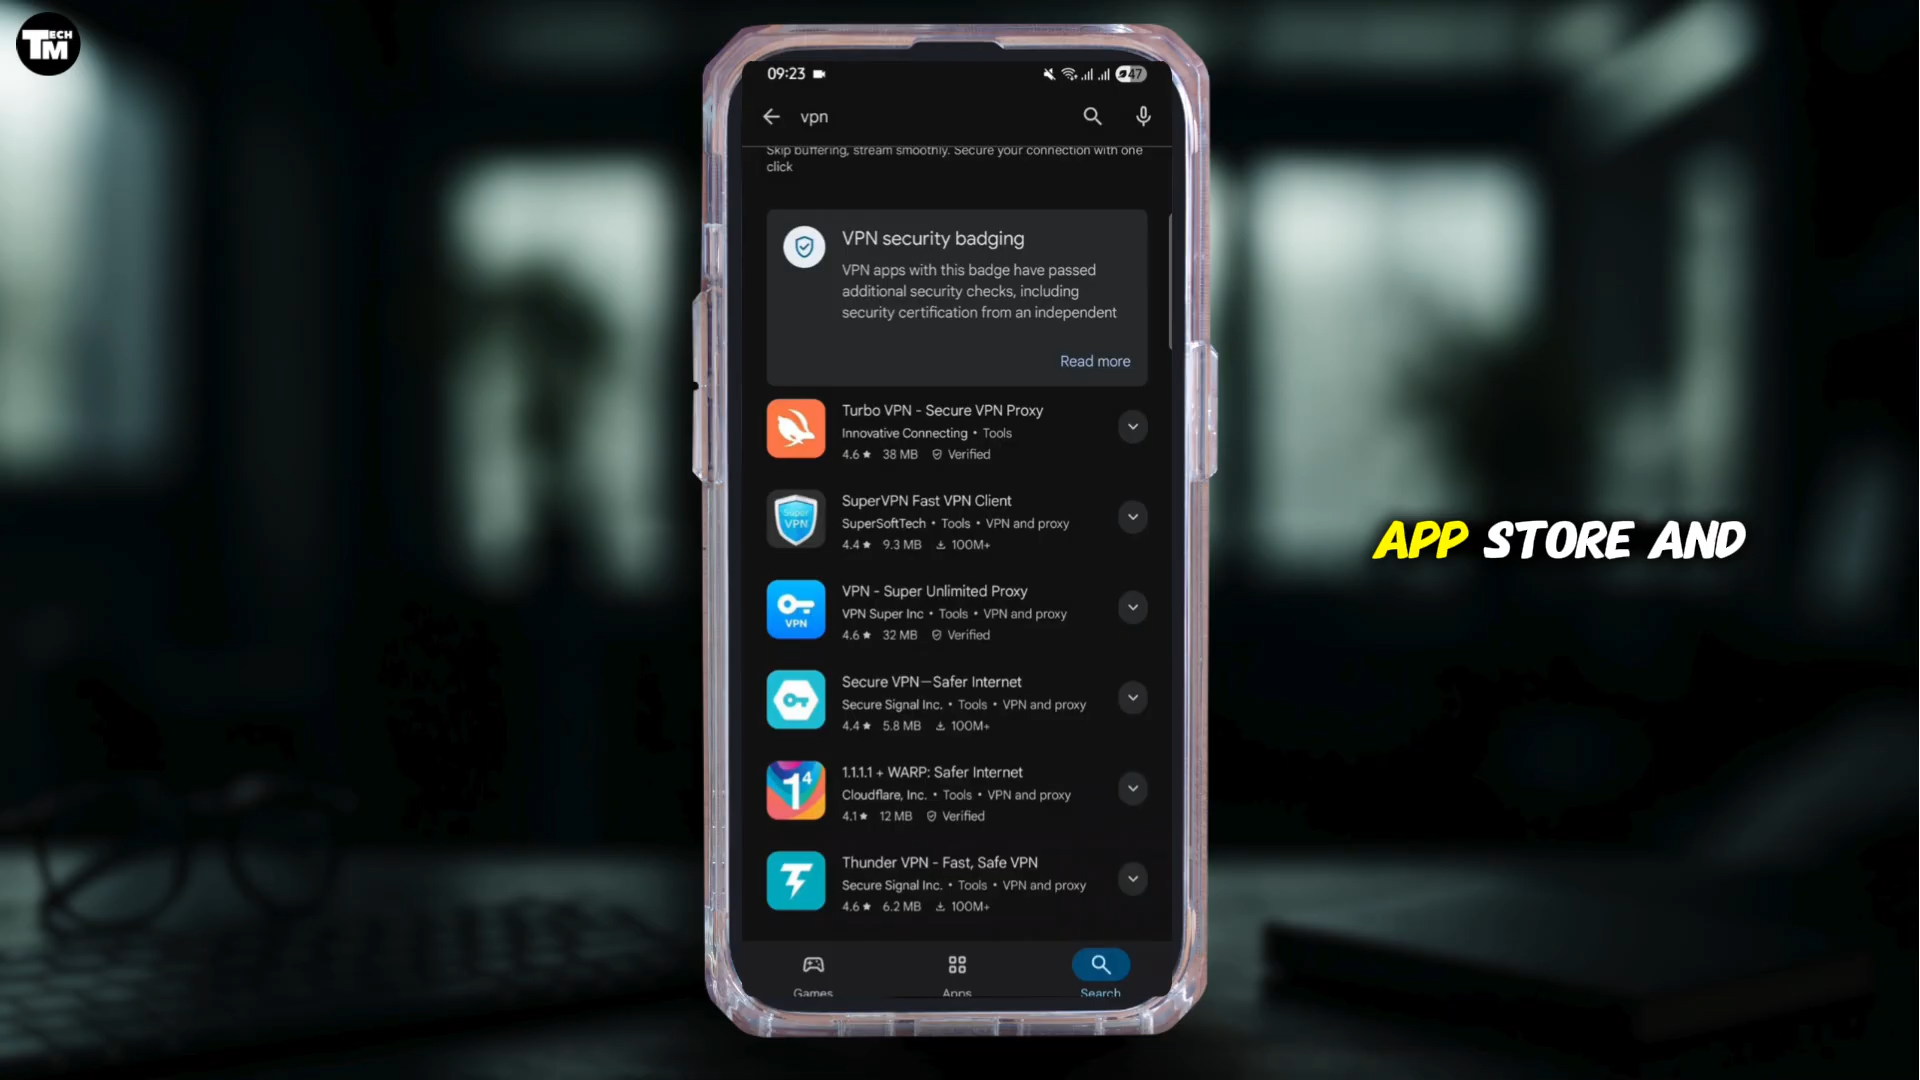 TECH
TM
09:23
47
vpn
Skip buffering, stream smoothly. Secure your connection with one
click
VPN security badging
VPN apps with this badge have passed
additional security checks, including
security certification from an independent
Read more
Turbo VPN - Secure VPN Proxy
Innovative Connecting • Tools
4.6★ 38 MB Verified
Super
VPN
SuperVPN Fast VPN Client
SuperSoftTech • Tools • VPN and proxy
4.4★ 9.3 MB 100M+
VPN
VPN - Super Unlimited Proxy
VPN Super Inc • Tools • VPN and proxy
4.6★ 32 MB Verified
Secure VPN—Safer Internet
Secure Signal Inc. • Tools • VPN and proxy
4.4★ 5.8 MB 100M+
1⁴
1.1.1.1 + WARP: Safer Internet
Cloudflare, Inc. • Tools • VPN and proxy
4.1★ 12 MB Verified
Thunder VPN - Fast, Safe VPN
Secure Signal Inc. • Tools • VPN and proxy
4.6★ 6.2 MB 100M+
Games Apps Search
APP STORE AND